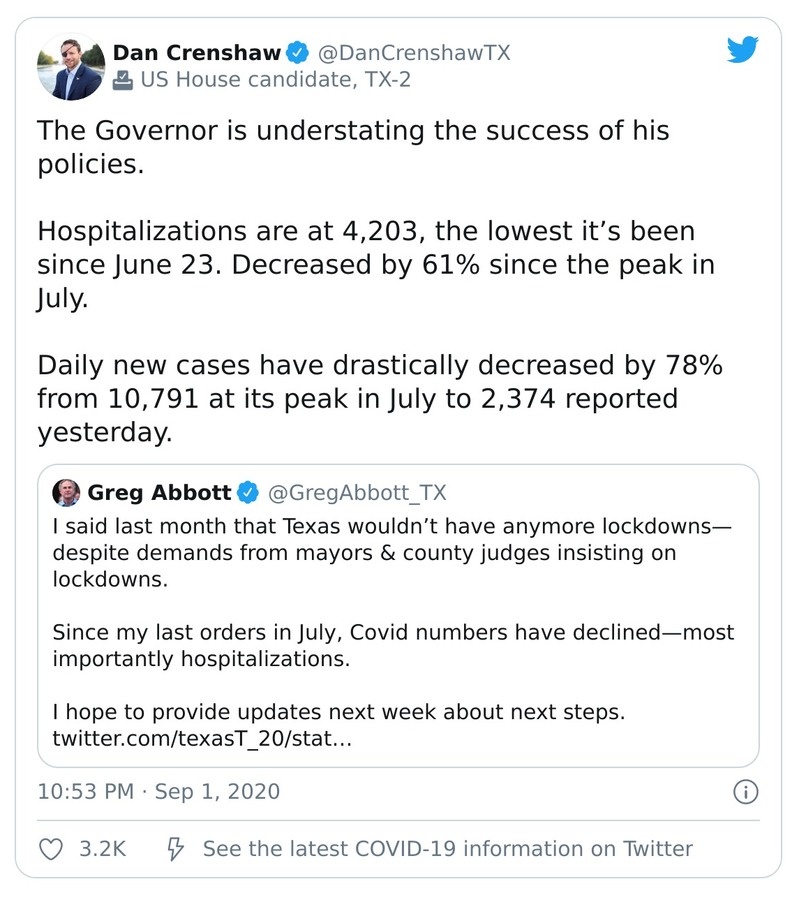 Dan Crenshaw @DanCrenshawTX
US House candidate, TX-2
The Governor is understating the success of his
policies.
Hospitalizations are at 4,203, the lowest it’s been
since June 23. Decreased by 61% since the peak in
July.
Daily new cases have drastically decreased by 78%
from 10,791 at its peak in July to 2,374 reported
yesterday.
Greg Abbott @GregAbbott_TX
I said last month that Texas wouldn’t have anymore lockdowns—
despite demands from mayors & county judges insisting on
lockdowns.
Since my last orders in July, Covid numbers have declined—most
importantly hospitalizations.
I hope to provide updates next week about next steps.
twitter.com/texasT_20/stat…
10:53 PM · Sep 1, 2020
3.2K See the latest COVID-19 information on Twitter